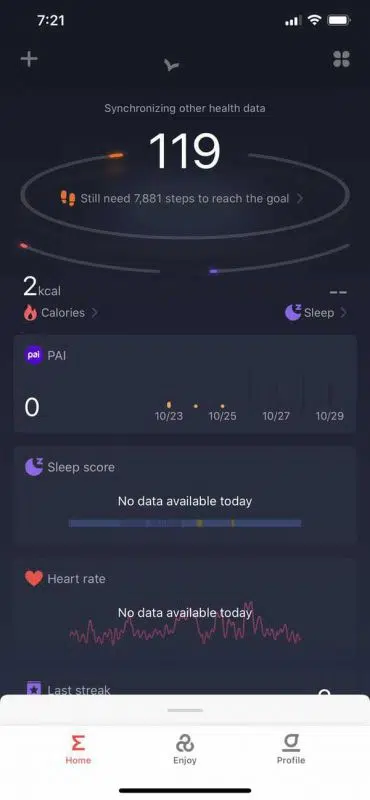 7:21
Synchronizing other health data
119
Still need 7,881 steps to reach the goal
2kcal
--
Calories
Sleep
pai PAI
0
10/23 10/25 10/27 10/29
Sleep score
No data available today
Heart rate
No data available today
Last streak
Home Enjoy Profile